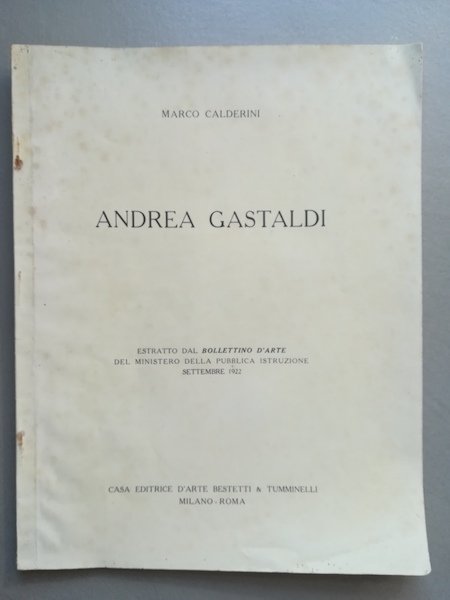 MARCO CALDERINI
ANDREA GASTALDI
ESTRATTO DAL BOLLETTINO D'ARTE
DEL MINISTERO DELLA PUBBLICA ISTRUZIONE
SETTEMBRE 1922
CASA EDITRICE D'ARTE BESTETTI & TUMMINELLI
MILANO-ROMA